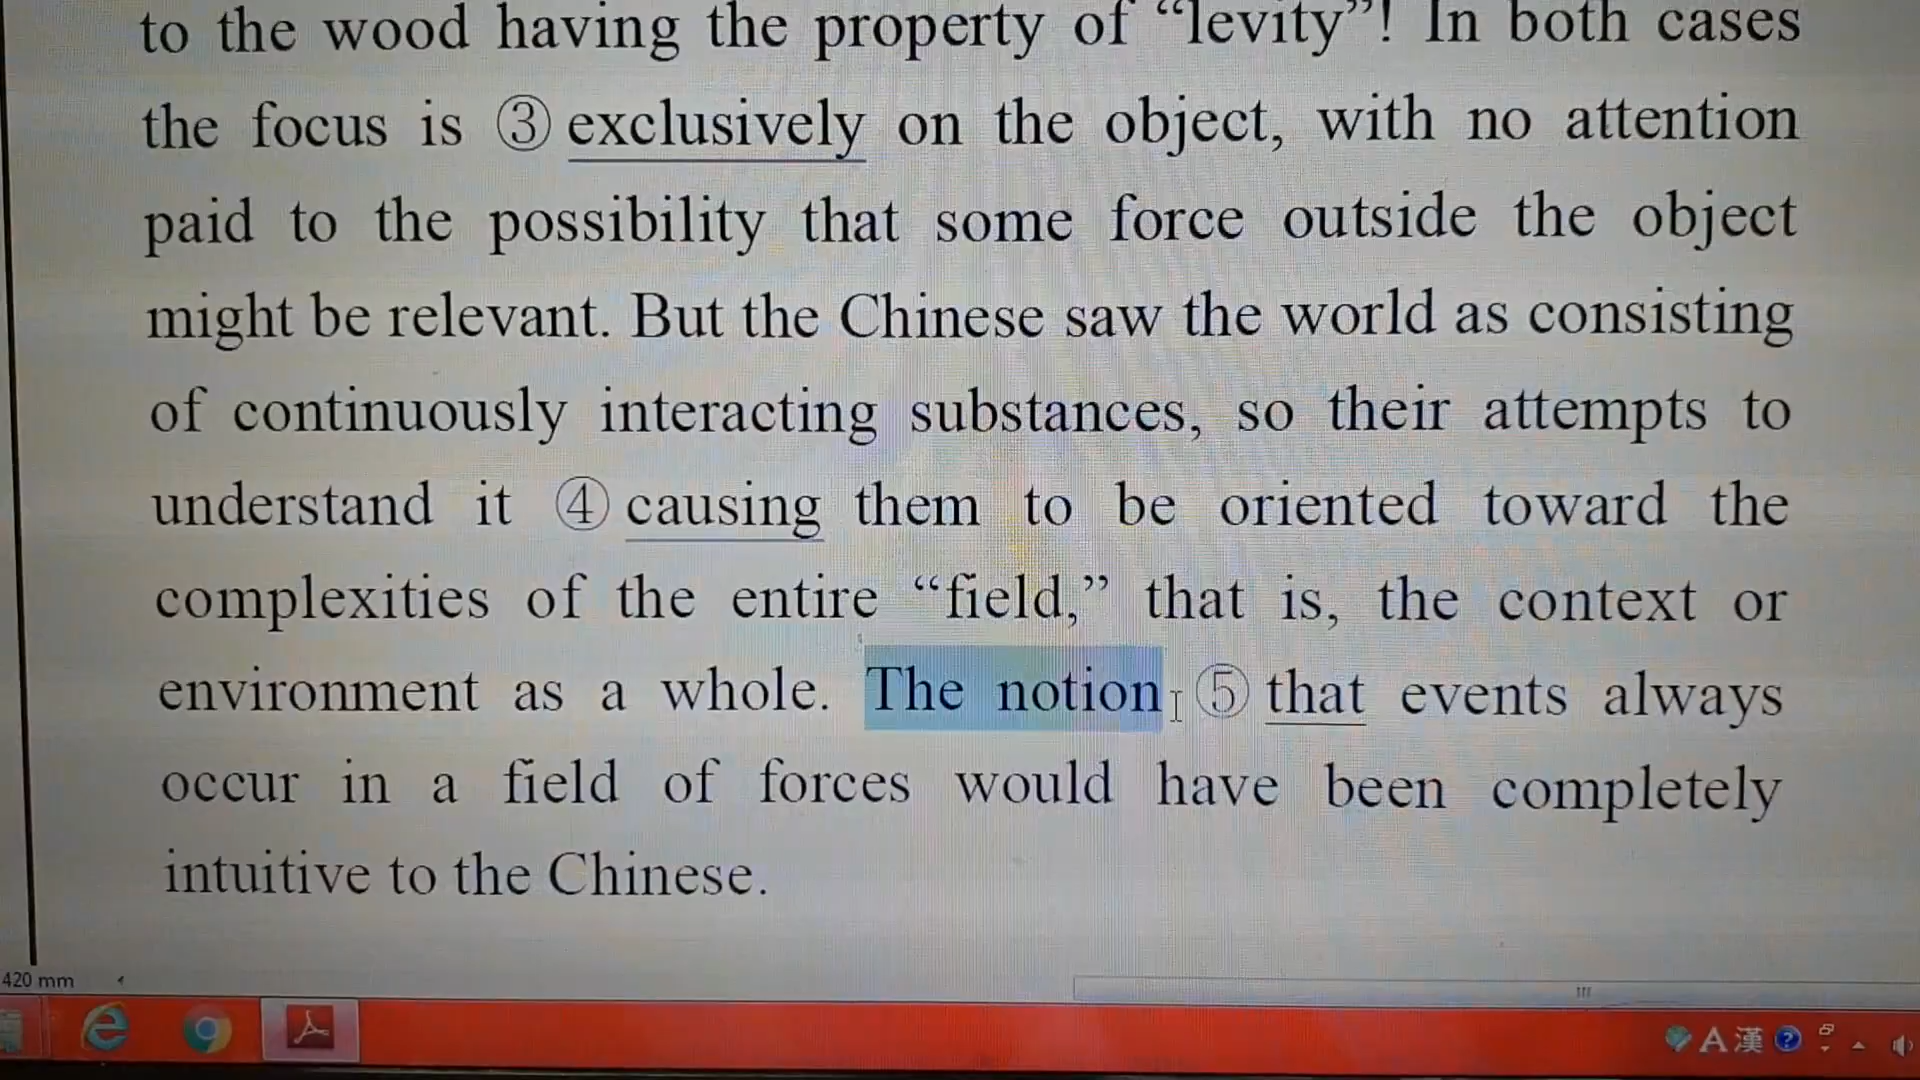 to the wood having the property of “levity”! In both cases
the focus is ③ exclusively on the object, with no attention
paid to the possibility that some force outside the object
might be relevant. But the Chinese saw the world as consisting
of continuously interacting substances, so their attempts to
understand it ④ causing them to be oriented toward the
complexities of the entire “field,” that is, the context or
environment as a whole. The notion ⑤ that events always
occur in a field of forces would have been completely
intuitive to the Chinese.
420 mm
A 漢 ?